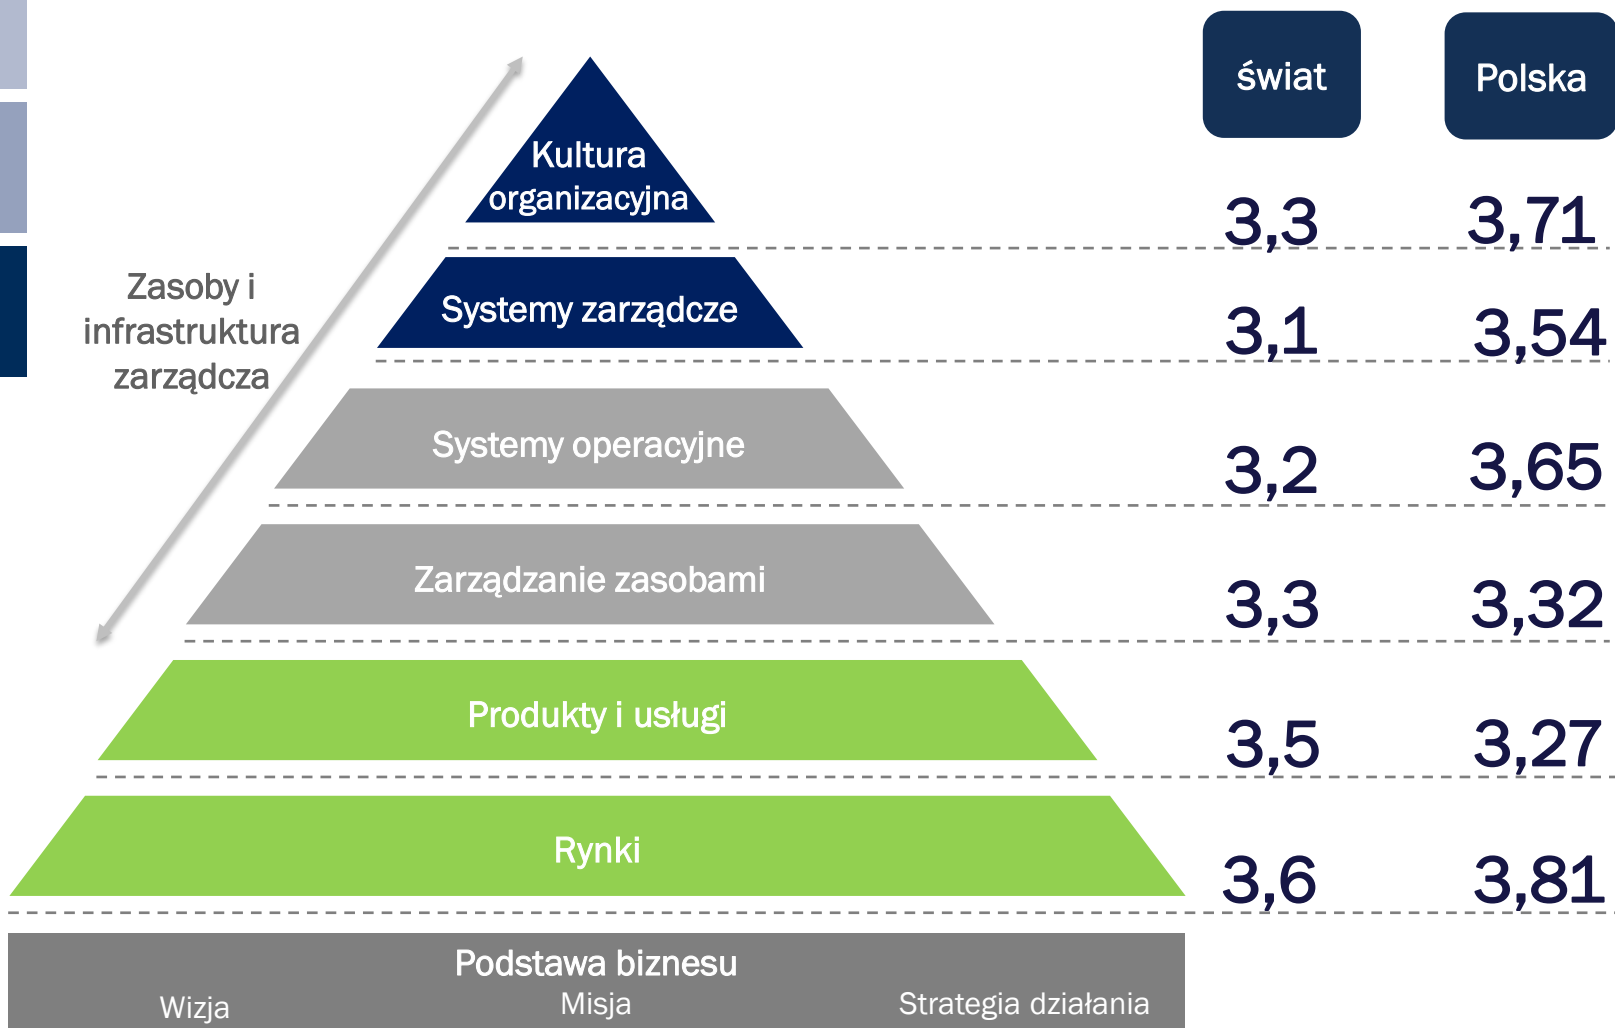 świat
Polska
Kultura
organizacyjna
3,3
3,71
Zasoby i
infrastruktura
zarządcza
Systemy zarządcze
3,1
3,54
Systemy operacyjne
3,2
3,65
Zarządzanie zasobami
3,3
3,32
Produkty i usługi
3,5
3,27
Rynki
3,6
3,81
Podstawa biznesu
Wizja
Misja
Strategia działania